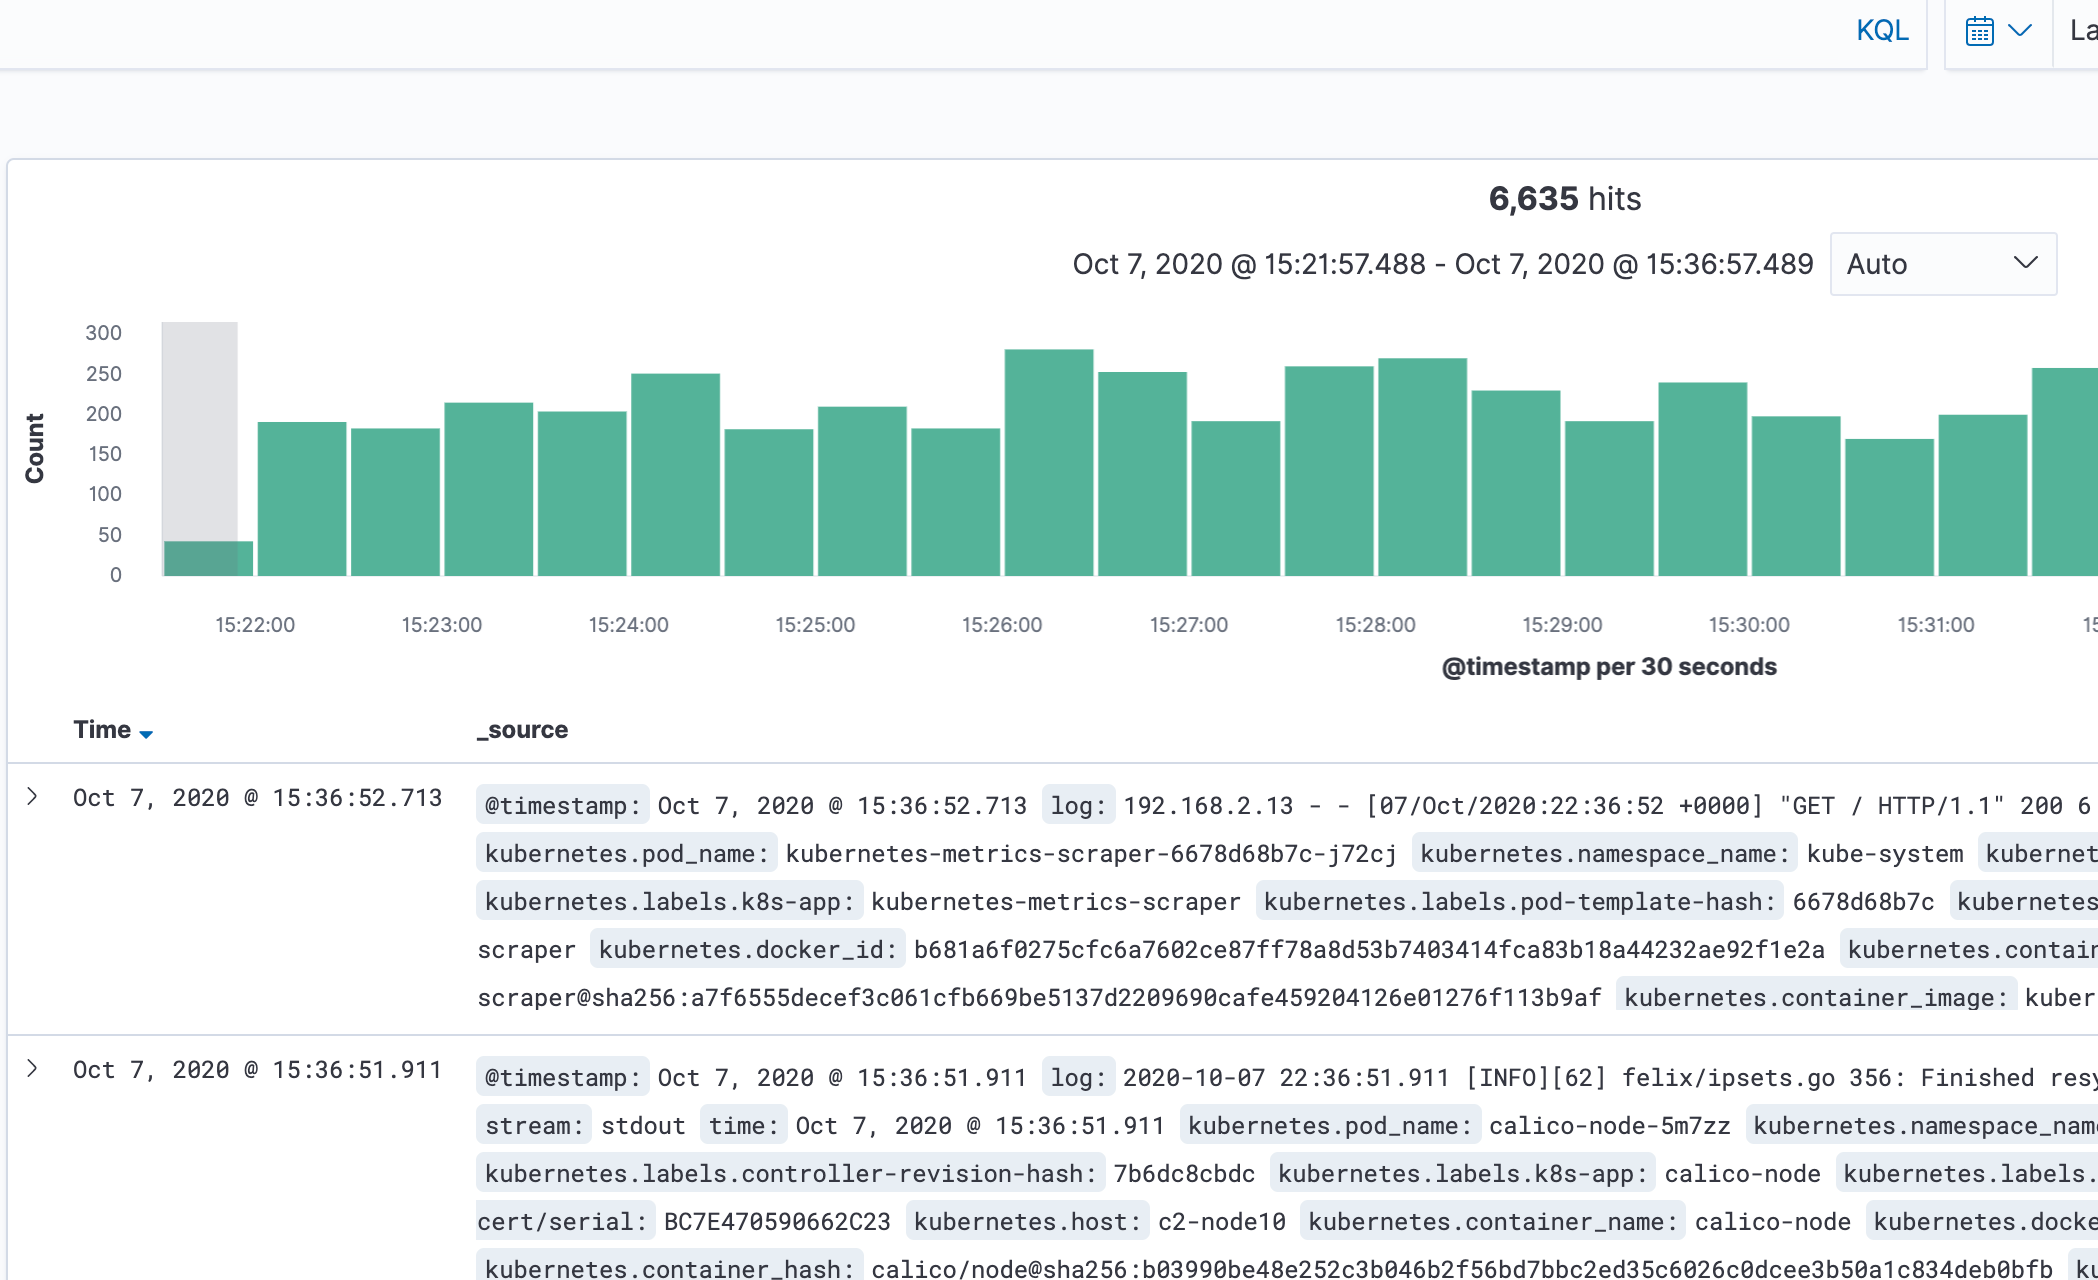 KQL La
6,635 hits
Oct 7, 2020 @ 15:21:57.488 - Oct 7, 2020 @ 15:36:57.489 Auto
300
250
200
150
100
50
0
Count
15:22:00 15:23:00 15:24:00 15:25:00 15:26:00 15:27:00 15:28:00 15:29:00 15:30:00 15:31:00 15
@timestamp per 30 seconds
Time _source
Oct 7, 2020 @ 15:36:52.713 @timestamp: Oct 7, 2020 @ 15:36:52.713 log: 192.168.2.13 - - [07/Oct/2020:22:36:52 +0000] "GET / HTTP/1.1" 200 6
kubernetes.pod_name: kubernetes-metrics-scraper-6678d68b7c-j72cj kubernetes.namespace_name: kube-system kubernet
kubernetes.labels.k8s-app: kubernetes-metrics-scraper kubernetes.labels.pod-template-hash: 6678d68b7c kubernetes
scraper kubernetes.docker_id: b681a6f0275cfc6a7602ce87ff78a8d53b7403414fca83b18a44232ae92f1e2a kubernetes.contain
scraper@sha256:a7f6555decef3c061cfb669be5137d2209690cafe459204126e01276f113b9af kubernetes.container_image: kuber
Oct 7, 2020 @ 15:36:51.911 @timestamp: Oct 7, 2020 @ 15:36:51.911 log: 2020-10-07 22:36:51.911 [INFO][62] felix/ipsets.go 356: Finished resy
stream: stdout time: Oct 7, 2020 @ 15:36:51.911 kubernetes.pod_name: calico-node-5m7zz kubernetes.namespace_nam
kubernetes.labels.controller-revision-hash: 7b6dc8cbdc kubernetes.labels.k8s-app: calico-node kubernetes.labels.
cert/serial: BC7E470590662C23 kubernetes.host: c2-node10 kubernetes.container_name: calico-node kubernetes.docke
kubernetes.container_hash: calico/node@sha256:b03990be48e252c3b046b2f56bd7bbc2ed35c6026c0dcee3b50a1c834deb0bfb k